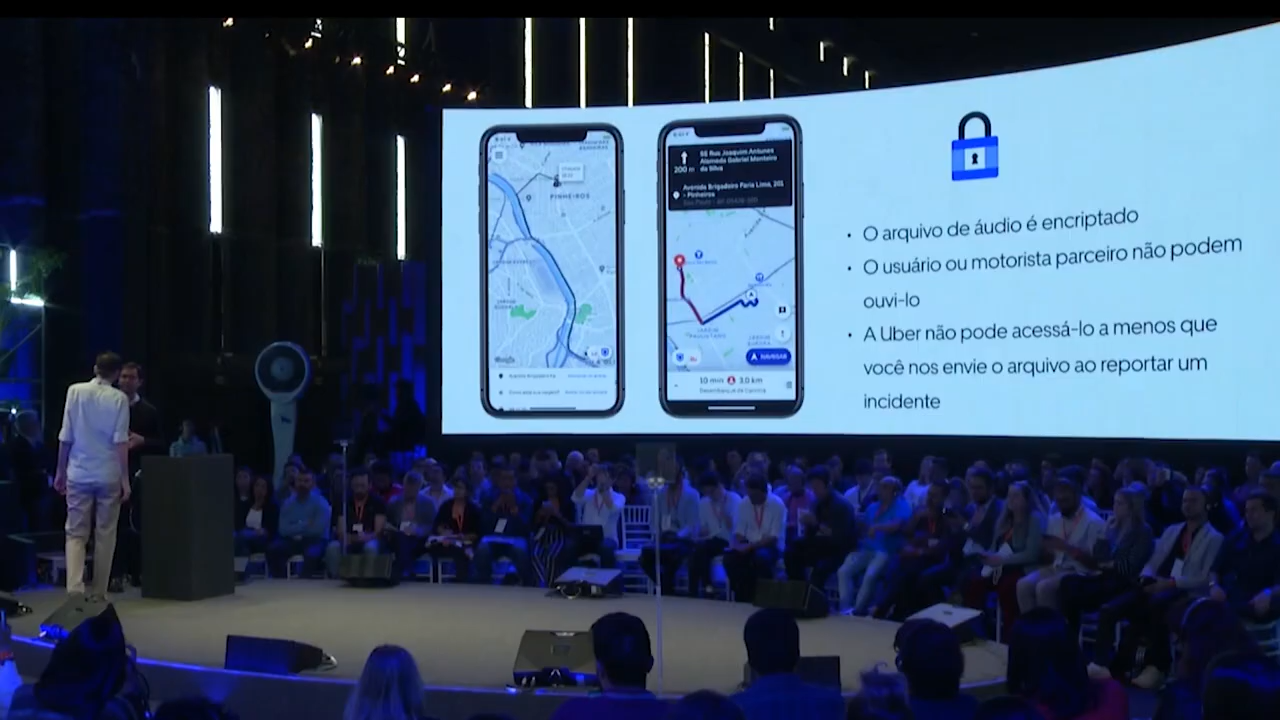 PINHEIROS
200 m
SE Rua Joaquim Antunes
Alameda Gabriel Monteiro
da Silva
Avenida Brigadeiro Faria Lima, 201
- Pinheiros
NAVEGAR
10 min
3,0 km
• O arquivo de áudio é encriptado
• O usuário ou motorista parceiro não podem
ouvi-lo
• A Uber não pode acessá-lo a menos que
você nos envie o arquivo ao reportar um
incidente